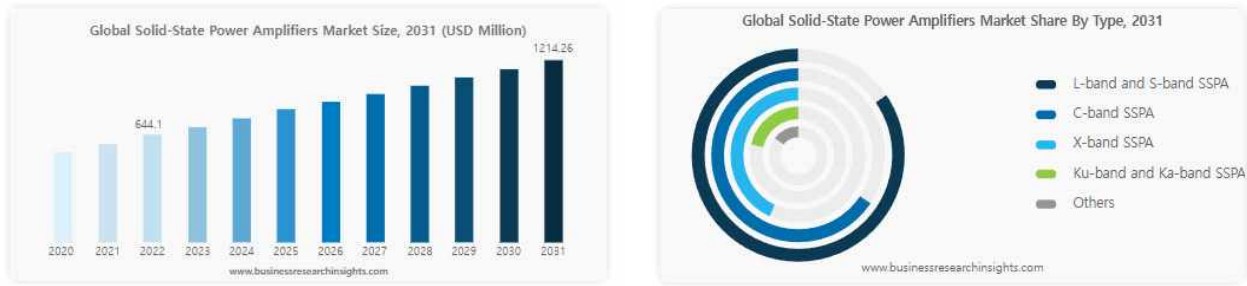 Global Solid-State Power Amplifiers Market Size, 2031 (USD Million)
1214.26
644.1
2020 2021 2022 2023 2024 2025 2026 2027 2028 2029 2030 2031
www.businessresearchinsights.com
Global Solid-State Power Amplifiers Market Share By Type, 2031
L-band and S-band SSPA
C-band SSPA
X-band SSPA
Ku-band and Ka-band SSPA
Others
www.businessresearchinsights.com